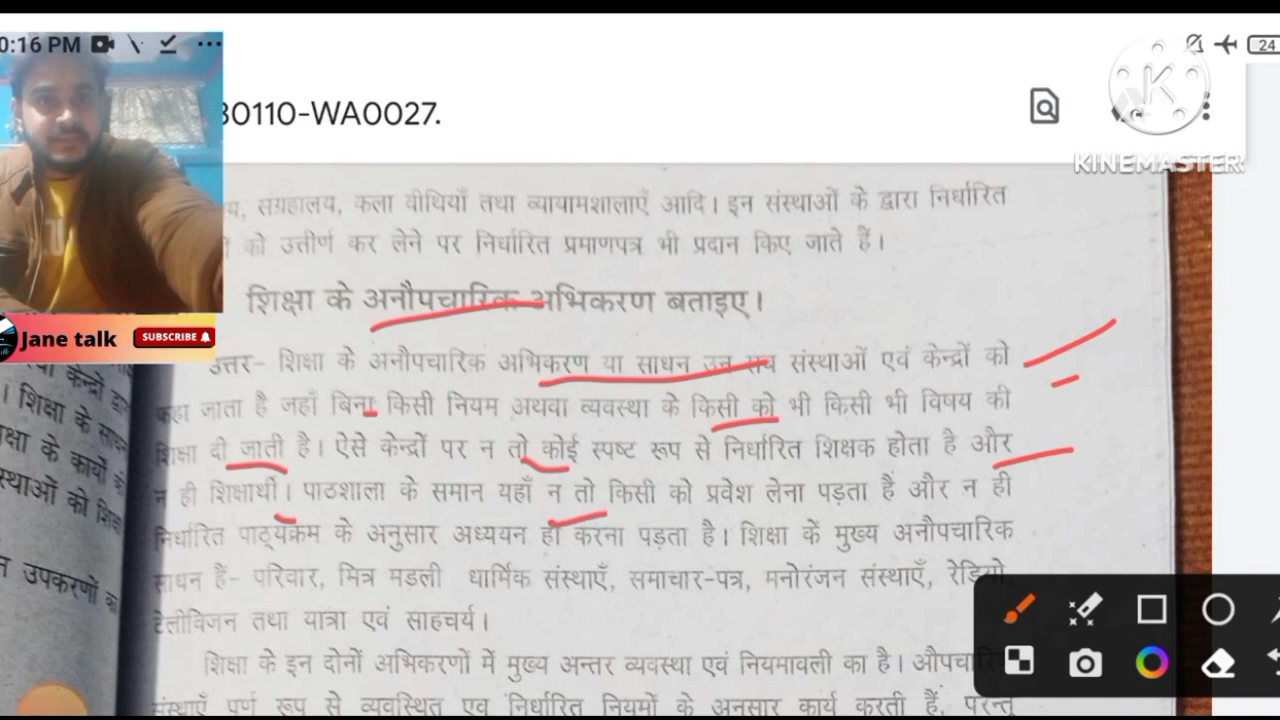 0:16 PM
24
30110-WA0027.
KINEMASTER
संग्रहालय, कला वीथियाँ तथा व्यायामशालाएँ आदि। इन संस्थाओं के द्वारा निर्धारित
को उत्तीर्ण कर लेने पर निर्धारित प्रमाणपत्र भी प्रदान किए जाते हैं।
शिक्षा के अनौपचारिक अभिकरण बताइए।
Jane talk SUBSCRIBE
उत्तर- शिक्षा के अनौपचारिक अभिकरण या साधन उन सब संस्थाओं एवं केन्द्रों को
कहा जाता है जहाँ बिना किसी नियम अथवा व्यवस्था के किसी को भी किसी भी विषय की
शिक्षा दी जाती है। ऐसे केन्द्रों पर न तो कोई स्पष्ट रूप से निर्धारित शिक्षक होता है और
न ही शिक्षार्थी। पाठशाला के समान यहाँ न तो किसी को प्रवेश लेना पड़ता है और न ही
निर्धारित पाठ्यक्रम के अनुसार अध्ययन ही करना पड़ता है। शिक्षा के मुख्य अनौपचारिक
साधन हैं- परिवार, मित्र मडली धार्मिक संस्थाएँ, समाचार-पत्र, मनोरंजन संस्थाएँ, रेडियो,
टेलीविजन तथा यात्रा एवं साहचर्य।
शिक्षा के इन दोनों अभिकरणों में मुख्य अन्तर व्यवस्था एवं नियमावली का है। औपचारिक
संस्थाएँ पूर्ण रूप से व्यवस्थित एवं निर्धारित नियमों के अनुसार कार्य करती हैं, परन्तु
केन्द्रों
। शिक्षा के साधन
शिक्षा के कार्यों को
संस्थाओं को
उपकरणों का